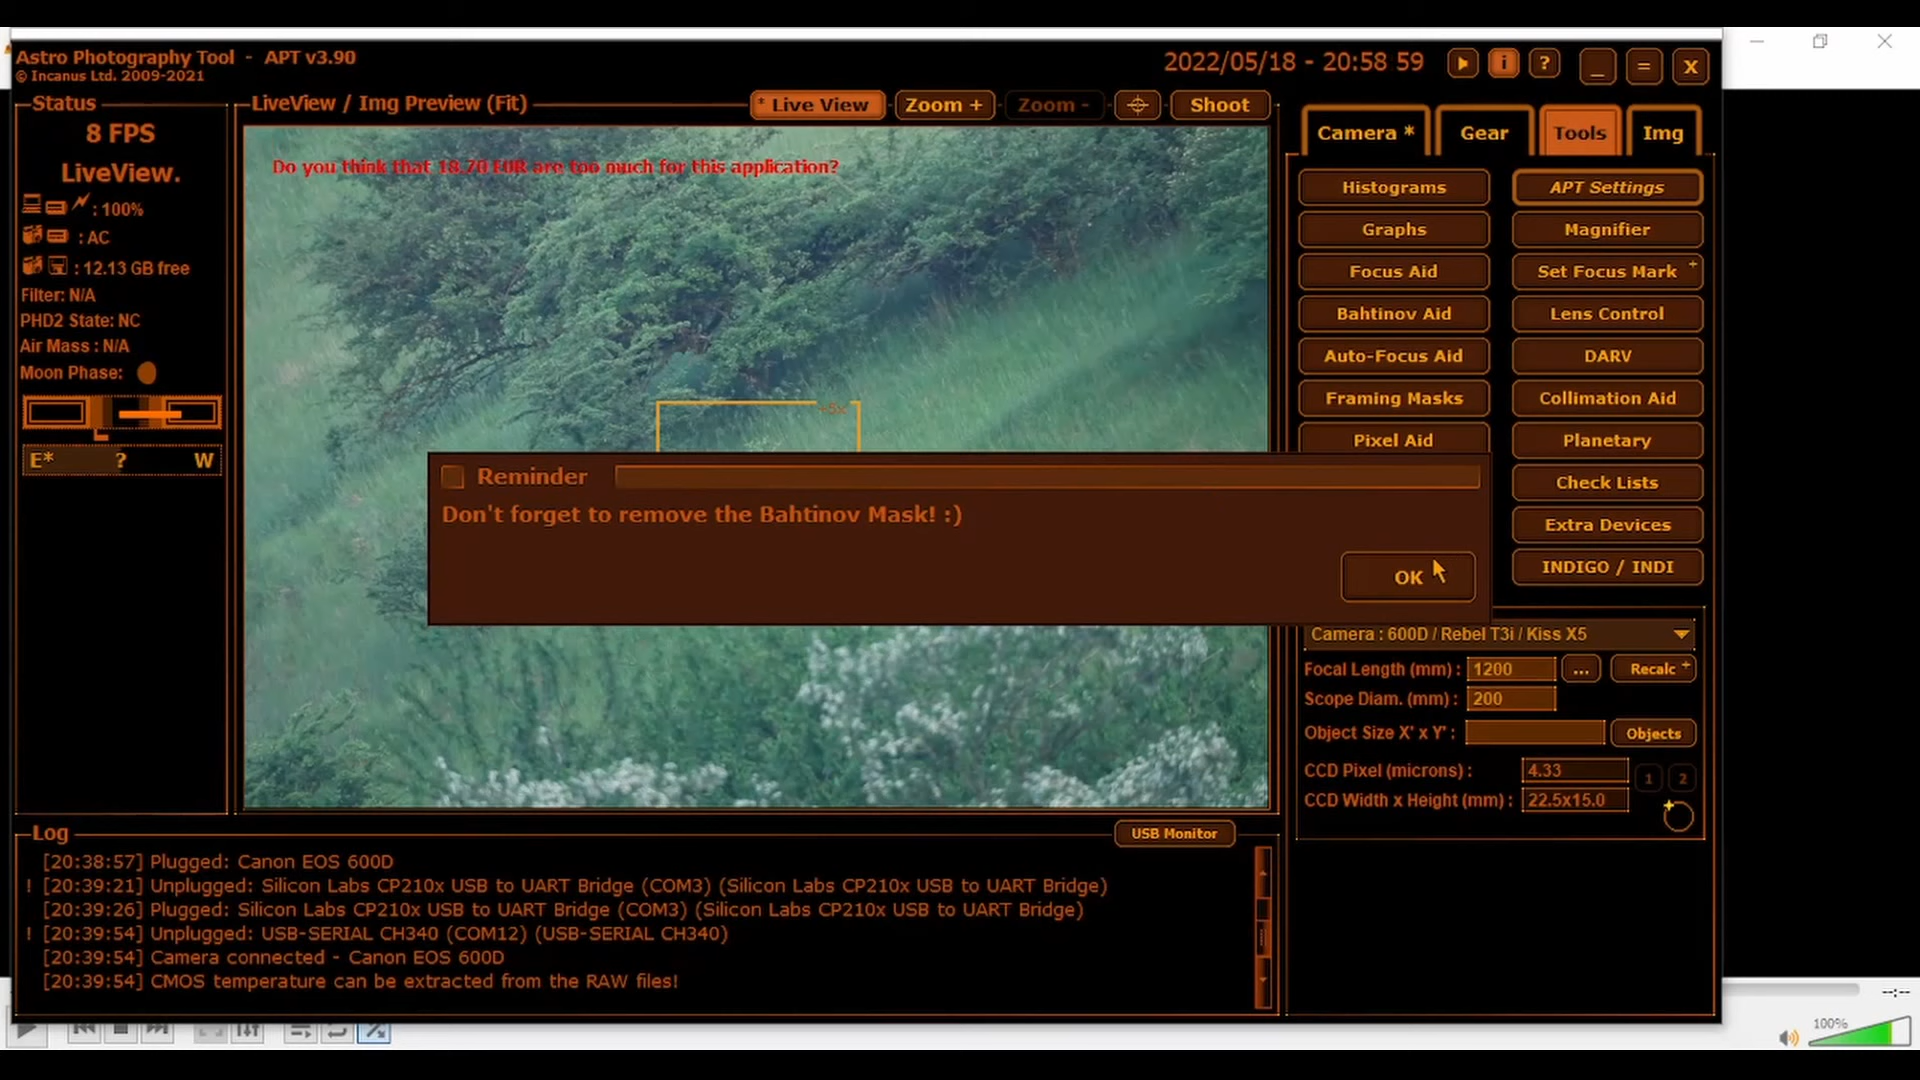 Astro Photography Tool - APT v3.90
© Incanus Ltd. 2009-2021
2022/05/18 - 20:58 59
i
?
_
=
X
Status
8 FPS
LiveView.
: 100%
: AC
: 12.13 GB free
Filter: N/A
PHD2 State: NC
Air Mass : N/A
Moon Phase:
E* ? W
LiveView / Img Preview (Fit)
* Live View
Zoom +
Zoom -
Shoot
Do you think that 18.70 EUR are too much for this application?
Camera *
Gear
Tools
Img
Histograms
APT Settings
Graphs
Magnifier
Focus Aid
Set Focus Mark +
Bahtinov Aid
Lens Control
Auto-Focus Aid
DARV
Framing Masks
Collimation Aid
Pixel Aid
Planetary
Check Lists
Extra Devices
INDIGO / INDI
Reminder
Don't forget to remove the Bahtinov Mask! :)
OK
Camera : 600D / Rebel T3i / Kiss X5
Focal Length (mm) : 1200 ... Recalc +
Scope Diam. (mm) : 200
Object Size X' x Y' : Objects
CCD Pixel (microns) : 4.33 1 2
CCD Width x Height (mm) : 22.5x15.0
Log
USB Monitor
[20:38:57] Plugged: Canon EOS 600D
! [20:39:21] Unplugged: Silicon Labs CP210x USB to UART Bridge (COM3) (Silicon Labs CP210x USB to UART Bridge)
[20:39:26] Plugged: Silicon Labs CP210x USB to UART Bridge (COM3) (Silicon Labs CP210x USB to UART Bridge)
! [20:39:54] Unplugged: USB-SERIAL CH340 (COM12) (USB-SERIAL CH340)
[20:39:54] Camera connected - Canon EOS 600D
[20:39:54] CMOS temperature can be extracted from the RAW files!
--:--
100%